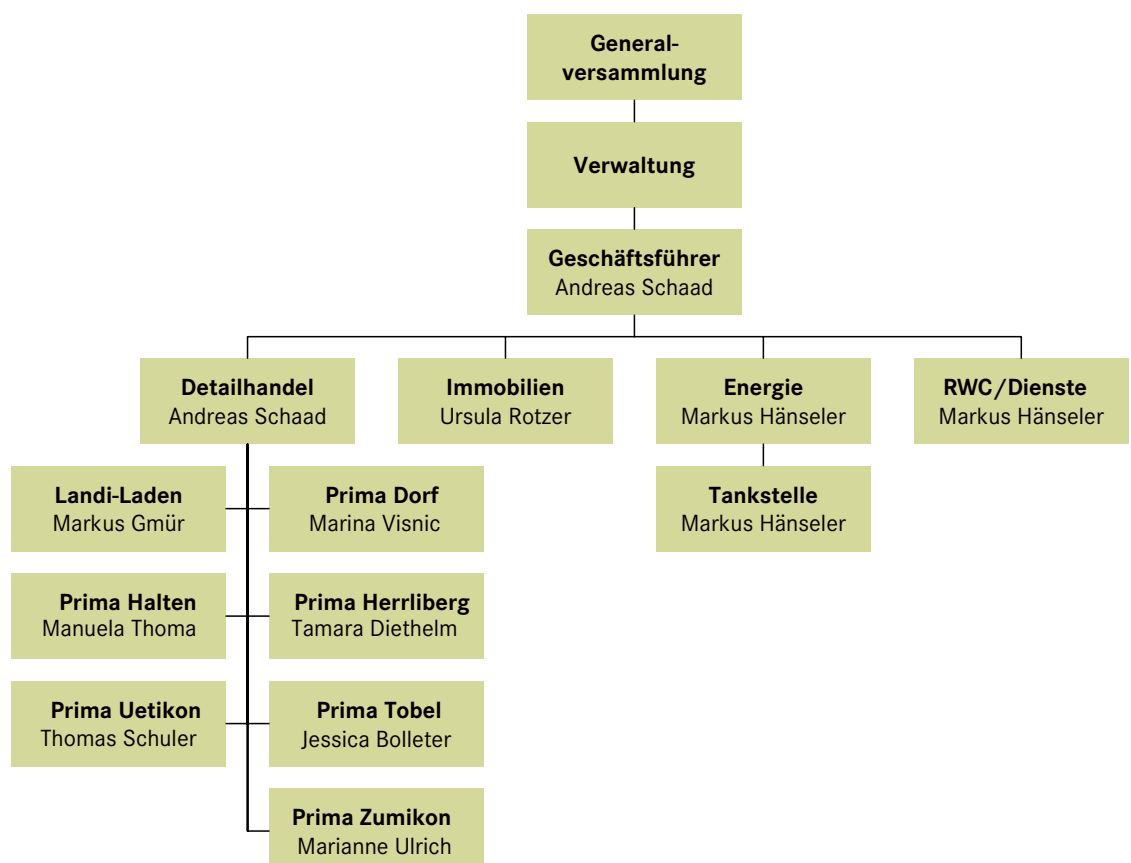 General-
versammlung
Verwaltung
Geschäftsführer
Andreas Schaad
Detailhandel
Andreas Schaad
Immobilien
Ursula Rotzer
Energie
Markus Hänseler
RWC/Dienste
Markus Hänseler
Landi-Laden
Markus Gmür
Prima Dorf
Marina Visnic
Tankstelle
Markus Hänseler
Prima Halten
Manuela Thoma
Prima Herrliberg
Tamara Diethelm
Prima Uetikon
Thomas Schuler
Prima Tobel
Jessica Bolleter
Prima Zumikon
Marianne Ulrich